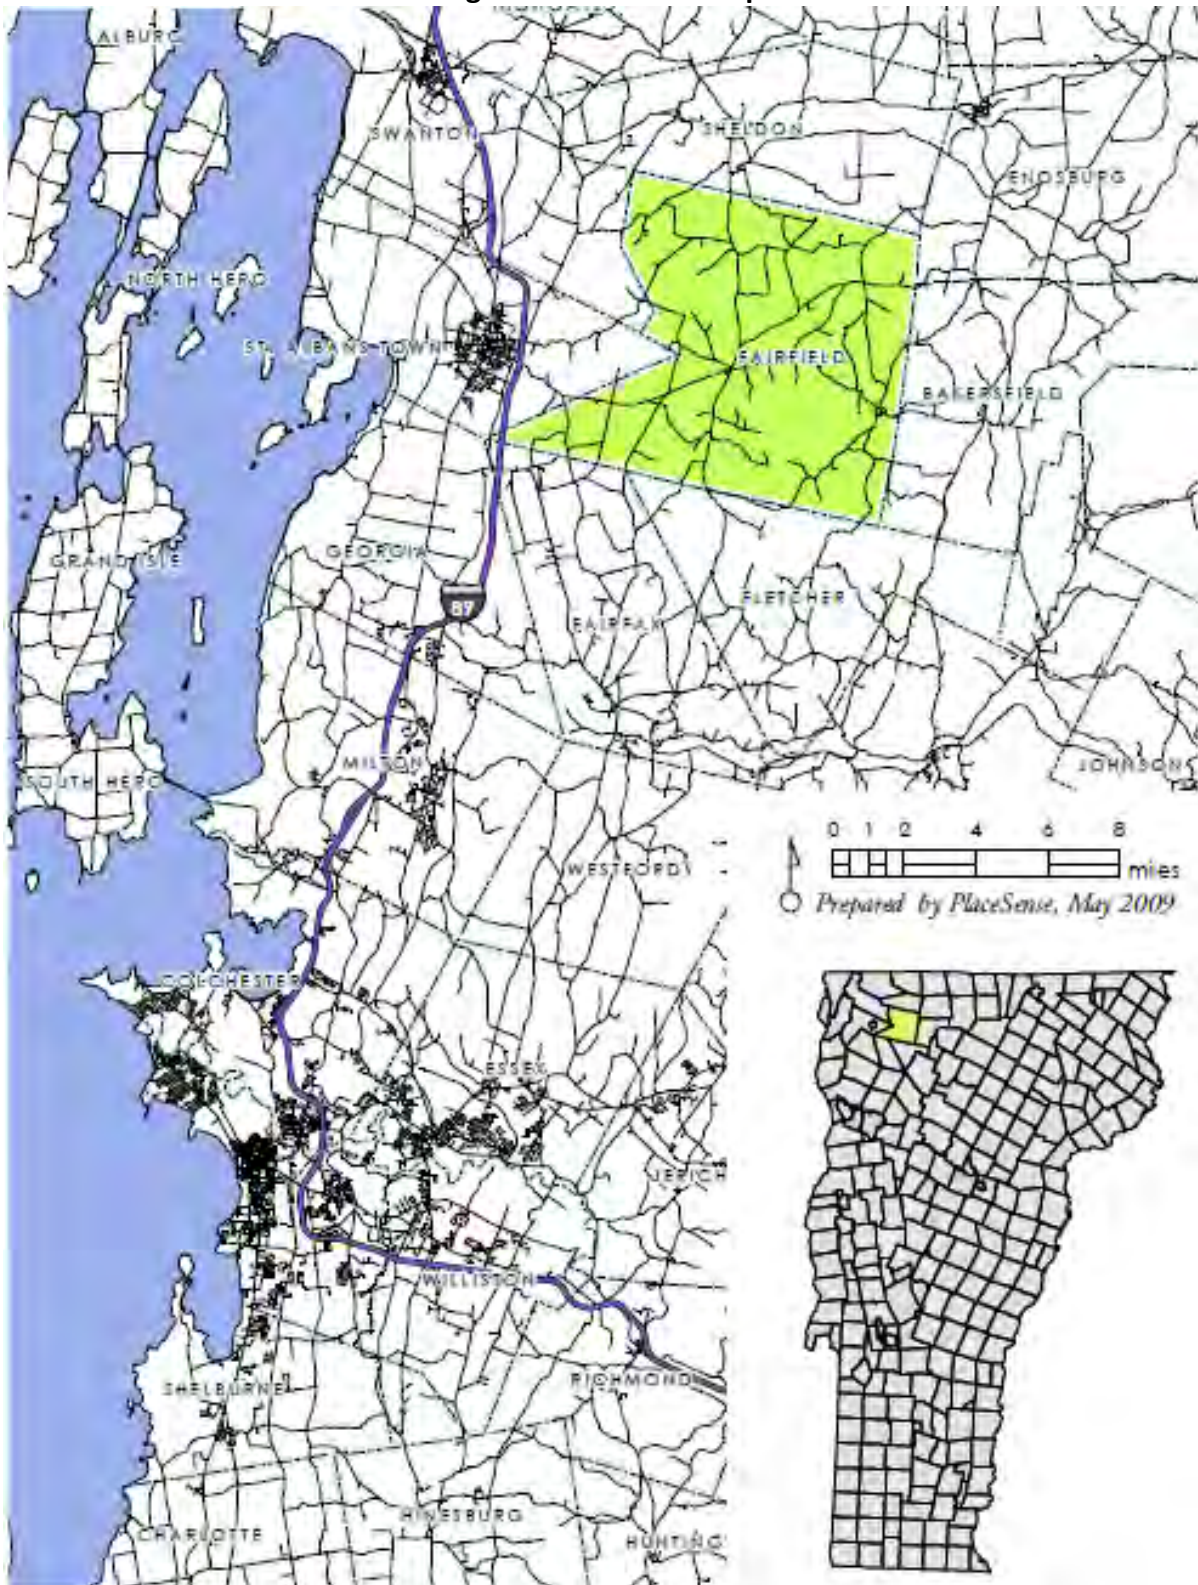 ALBURG
SWANTON
SHELDON
ENOSBURG
NORTH HERO
ST. ALBANS TOWN
FAIRFIELD
BAKERSFIELD
GEORGIA
GRAND ISLE
89
FAIRFAX
FLETCHER
MILTON
SOUTH HERO
JOHNSON
0 1 2 4 6 8
miles
WESTFORD
Prepared by PlaceSense, May 2009
COLCHESTER
ESSEX
JERICH
WILLISTON
RICHMOND
SHELBURNE
HINESBURG
CHARLOTTE
HUNTING